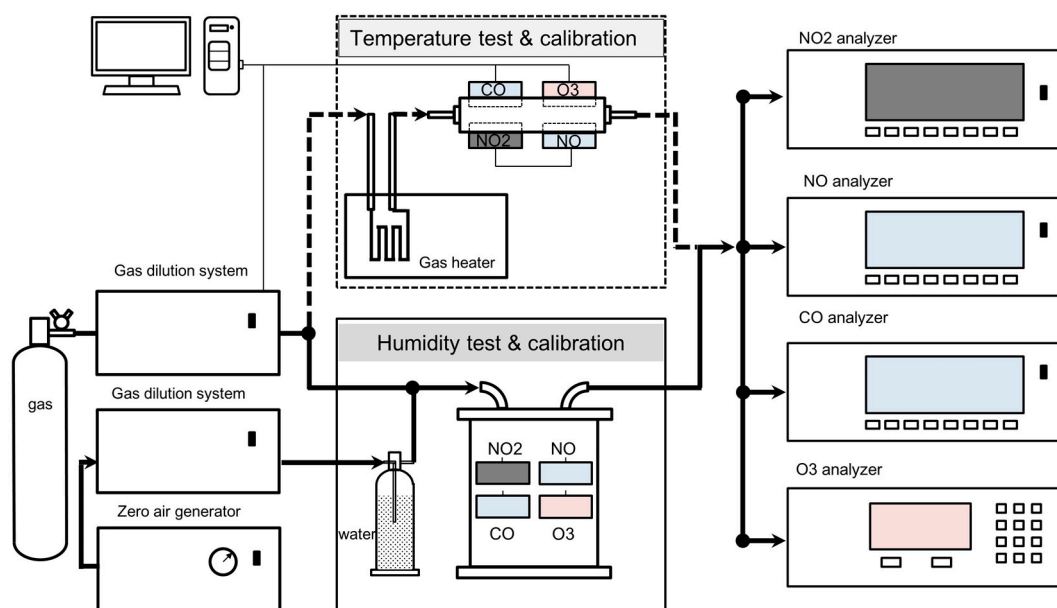 Temperature test & calibration
NO2 analyzer
CO
O3
NO2
NO
NO analyzer
Gas heater
Gas dilution system
CO analyzer
Humidity test & calibration
gas
Gas dilution system
NO2
NO
O3 analyzer
Zero air generator
water
CO
O3